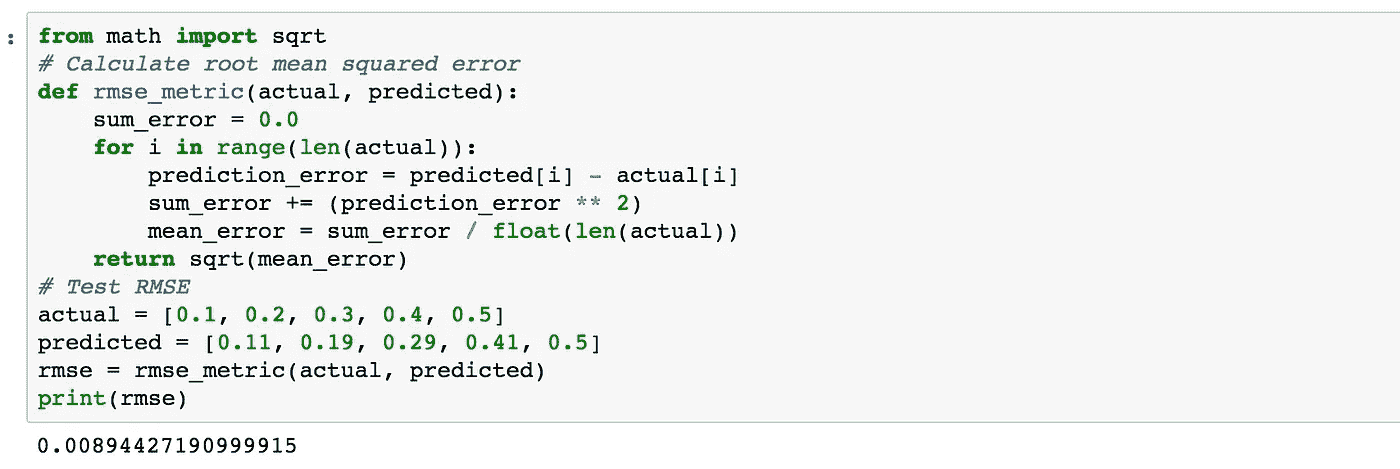 :
from math import sqrt
# Calculate root mean squared error
def rmse_metric(actual, predicted):
    sum_error = 0.0
    for i in range(len(actual)):
        prediction_error = predicted[i] - actual[i]
        sum_error += (prediction_error ** 2)
        mean_error = sum_error / float(len(actual))
    return sqrt(mean_error)
# Test RMSE
actual = [0.1, 0.2, 0.3, 0.4, 0.5]
predicted = [0.11, 0.19, 0.29, 0.41, 0.5]
rmse = rmse_metric(actual, predicted)
print(rmse)
0.00894427190999915